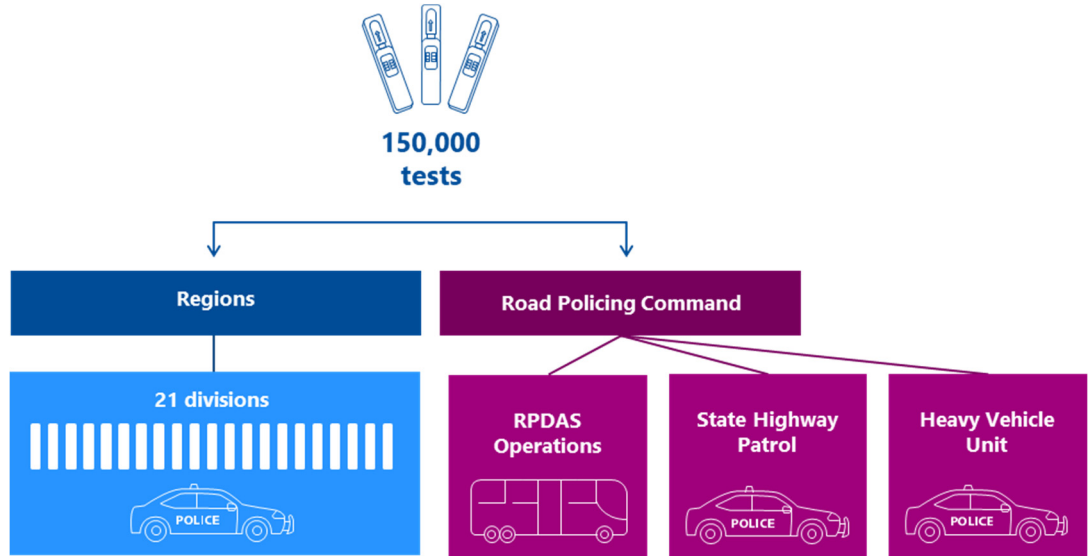 150,000
tests
Regions
Road Policing Command
21 divisions
POLICE
RPDAS
Operations
State Highway
Patrol
POLICE
Heavy Vehicle
Unit
POLICE